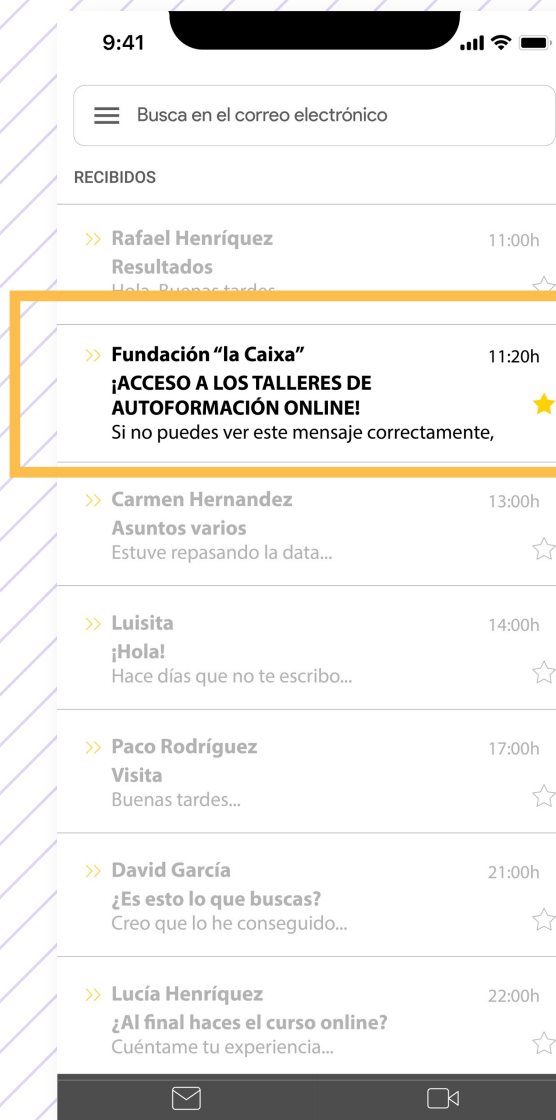 9:41
Busca en el correo electrónico
RECIBIDOS
Rafael Henríquez 11:00h
Resultados
Hola, Buenas tardes
Fundación “la Caixa” 11:20h
¡ACCESO A LOS TALLERES DE
AUTOFORMACIÓN ONLINE!
Si no puedes ver este mensaje correctamente,
Carmen Hernandez 13:00h
Asuntos varios
Estuve repasando la data...
Luisita 14:00h
¡Hola!
Hace días que no te escribo...
Paco Rodríguez 17:00h
Visita
Buenas tardes...
David García 21:00h
¿Es esto lo que buscas?
Creo que lo he conseguido...
Lucía Henríquez 22:00h
¿Al final haces el curso online?
Cuéntame tu experiencia...